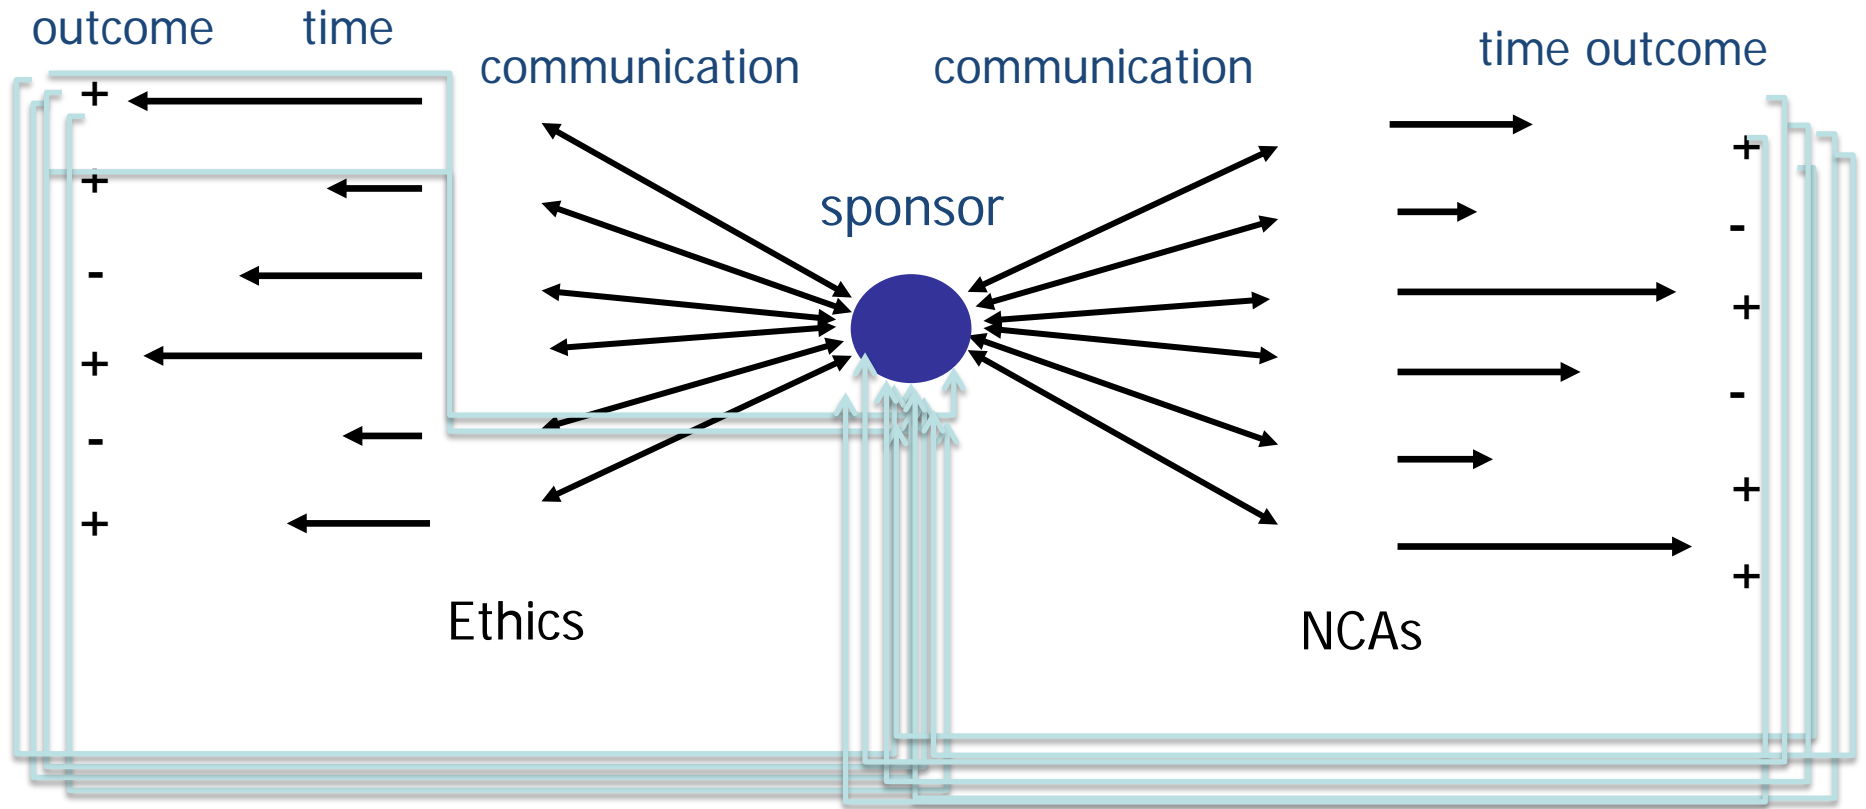 outcome time
communication communication
time outcome
+
+
-
+
-
+
sponsor
+
-
+
-
+
+
Ethics
NCAs